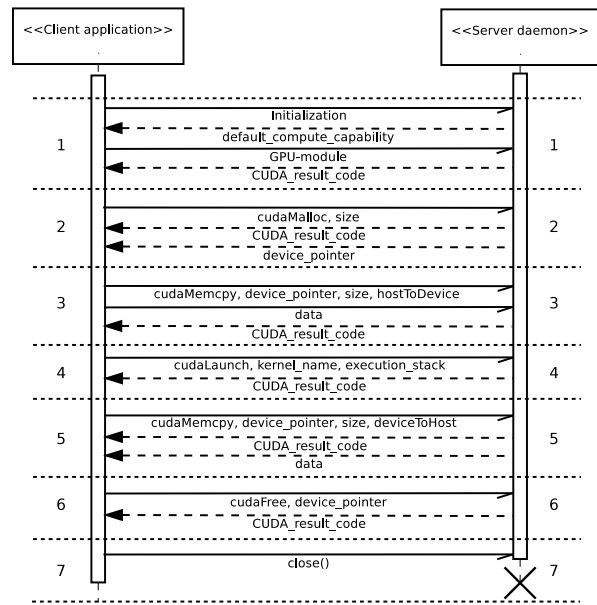 <<Client application>>
<<Server daemon>>
Initialization
default_compute_capability
1
1
GPU-module
CUDA_result_code
cudaMalloc, size
2
2
CUDA_result_code
device_pointer
cudaMemcpy, device_pointer, size, hostToDevice
3
3
data
CUDA_result_code
cudaLaunch, kernel_name, execution_stack
4
4
CUDA_result_code
cudaMemcpy, device_pointer, size, deviceToHost
5
5
CUDA_result_code
data
cudaFree, device_pointer
6
6
CUDA_result_code
close()
7
7